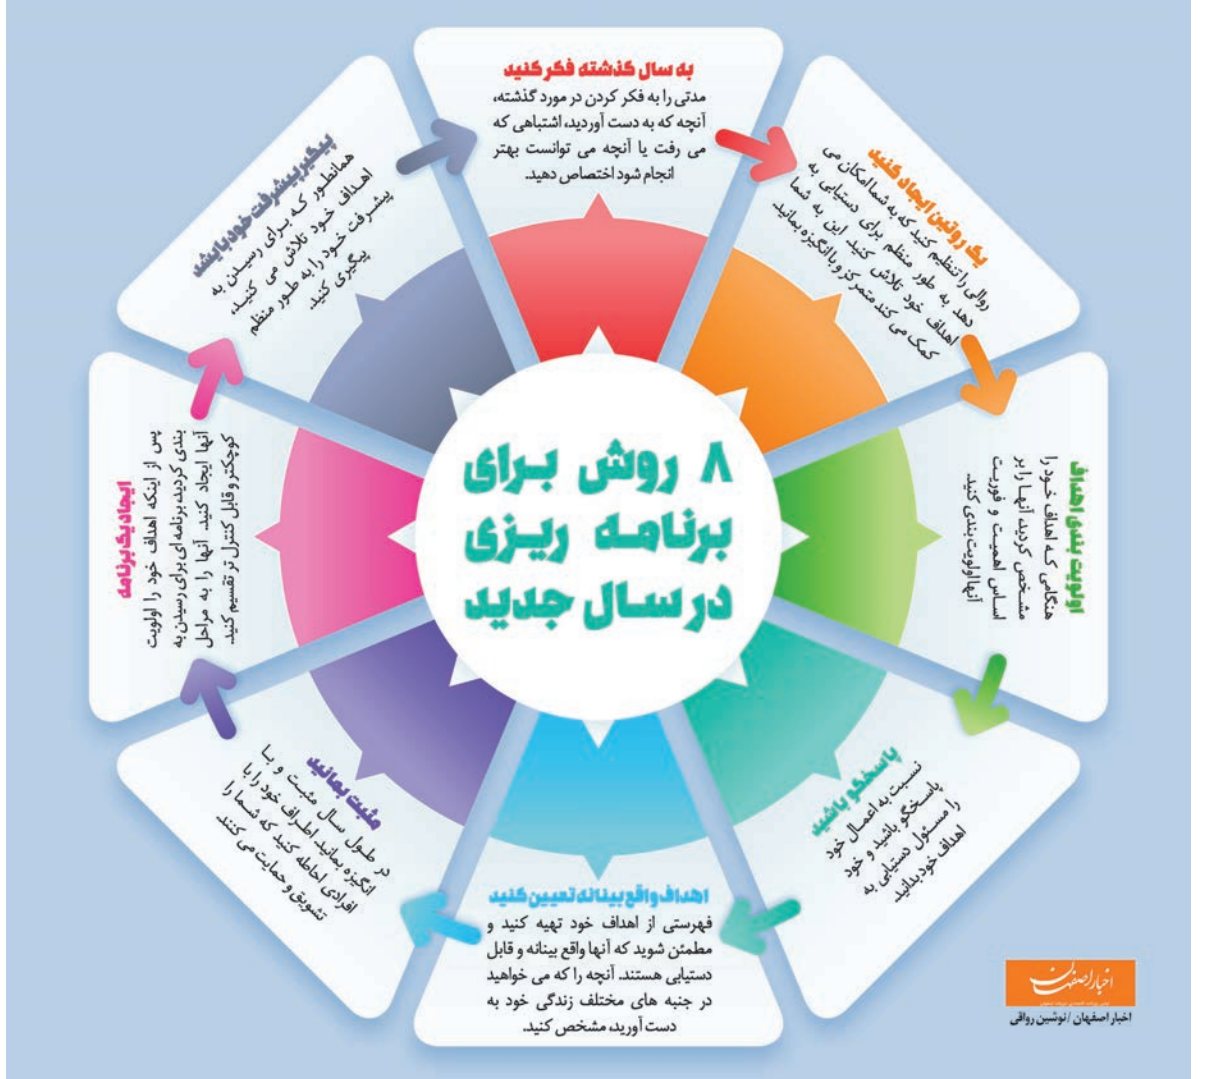 ۸ روش برای
برنامه ریزی
در سال جدید
به سال گذشته فکر کنید
مدتی را به فکر کردن در مورد گذشته،
آنچه که به دست آوردید، اشتباهی که
می رفت یا آنچه می توانست بهتر
انجام شود اختصاص دهید.
یک روتین ایجاد کنید
روالی را تنظیم کنید که به شما امکان می
دهد به طور منظم برای دستیابی به
اهداف خود تلاش کنید. این به شما
کمک می کند متمرکز و با انگیزه بمانید.
اولویت بندی اهداف
هنگامی که اهداف خود را
مشخص کردید، آنها را بر
اساس اهمیت و فوریت
آنها اولویت بندی کنید.
پاسخگو باشید
نسبت به اعمال خود
پاسخگو باشید و خود
را مسئول دستیابی به
اهداف خود بدانید.
اهداف واقع بینانه تعیین کنید
فهرستی از اهداف خود تهیه کنید و
مطمئن شوید که آنها واقع بینانه و قابل
دستیابی هستند. آنچه را که می خواهید
در جنبه های مختلف زندگی خود به
دست آورید، مشخص کنید.
مثبت بمانید
در طول سال مثبت و با
انگیزه بمانید. اطراف خود را با
افرادی احاطه کنید که شما را
تشویق و حمایت می کنند.
ایجاد یک برنامه
پس از اینکه اهداف خود را اولویت
بندی کردید، برنامه ای برای رسیدن به
آنها ایجاد کنید. آنها را به مراحل
کوچکتر و قابل کنترل تر تقسیم کنید.
پیگیر پیشرفت خود باشد
همانطور که برای رسیدن به
اهداف خود تلاش می کنید،
پیشرفت خود را به طور منظم
پیگیری کنید.
اخبار اصفهان
اخبار اصفهان / نوشین رواقی